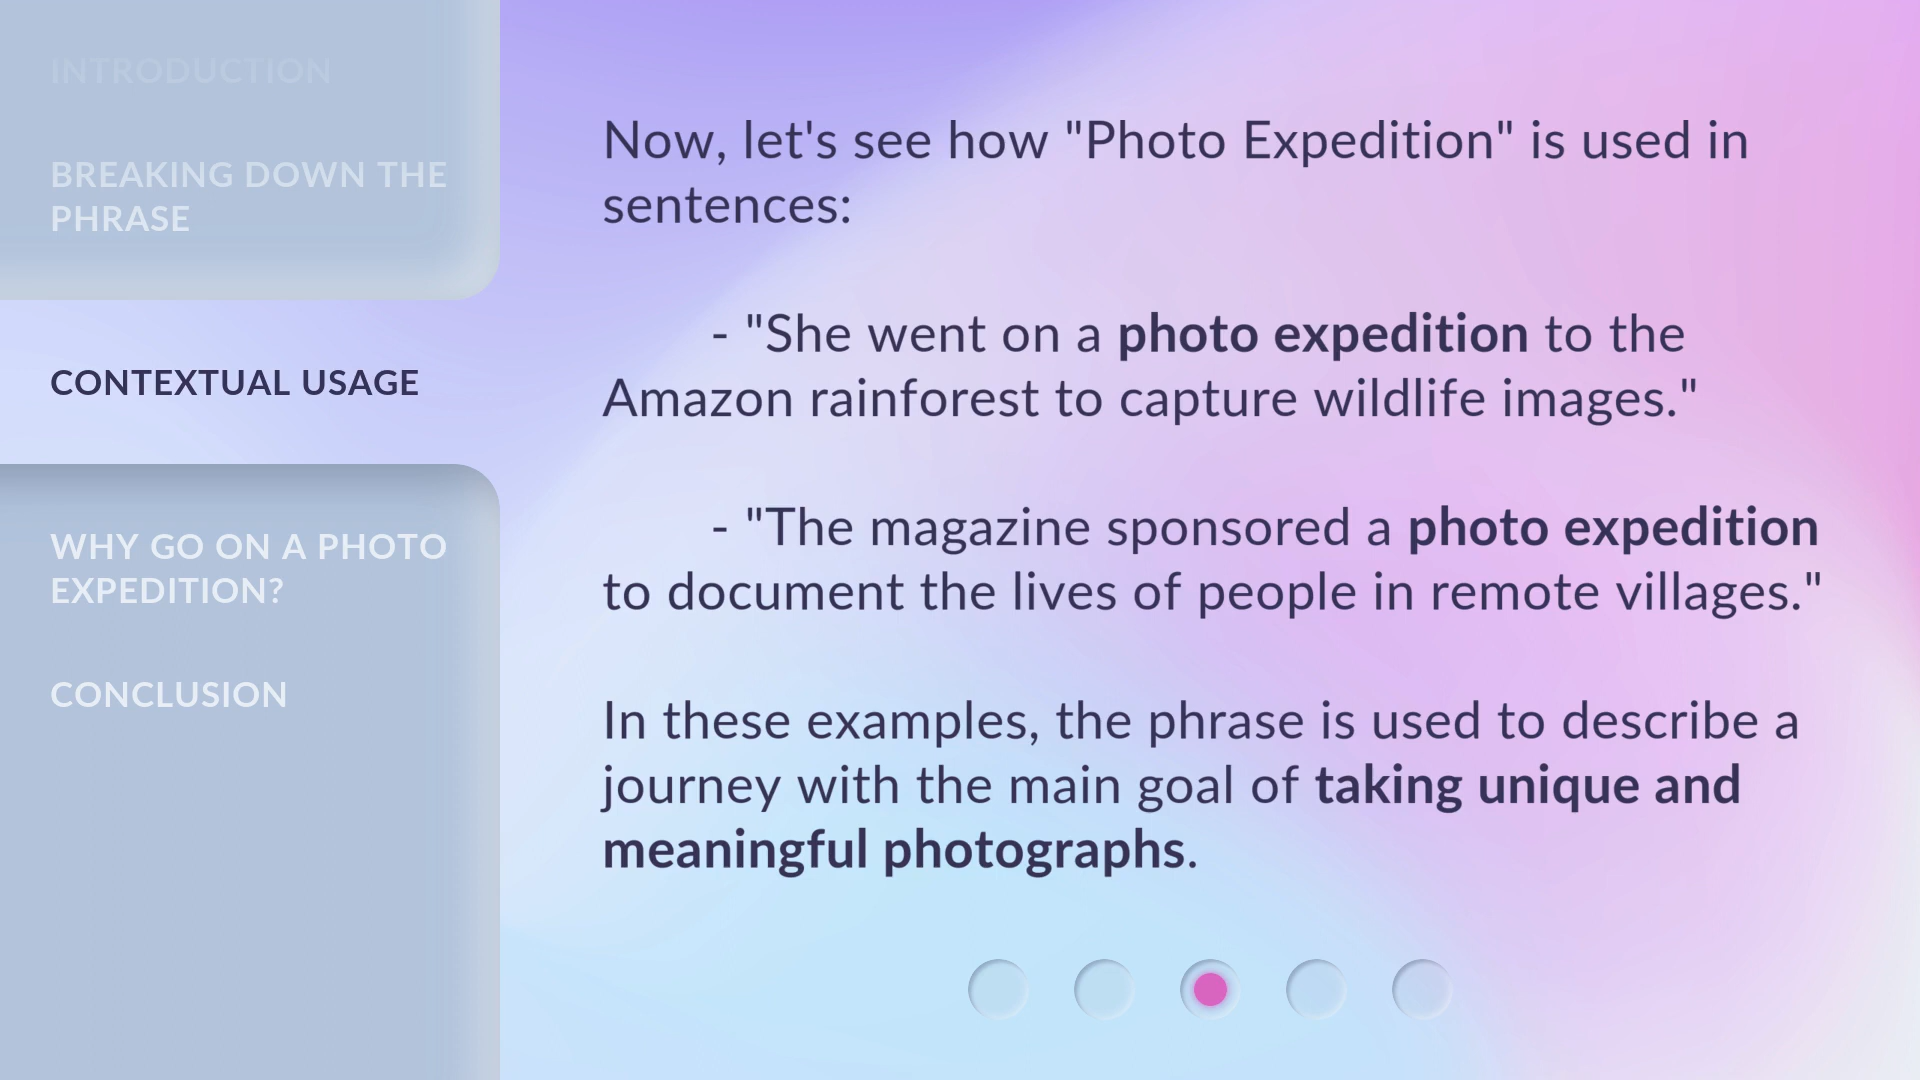 INTRODUCTION
BREAKING DOWN THE
PHRASE
CONTEXTUAL USAGE
WHY GO ON A PHOTO
EXPEDITION?
CONCLUSION
Now, let's see how "Photo Expedition" is used in
sentences:
- "She went on a photo expedition to the
Amazon rainforest to capture wildlife images."
- "The magazine sponsored a photo expedition
to document the lives of people in remote villages."
In these examples, the phrase is used to describe a
journey with the main goal of taking unique and
meaningful photographs.